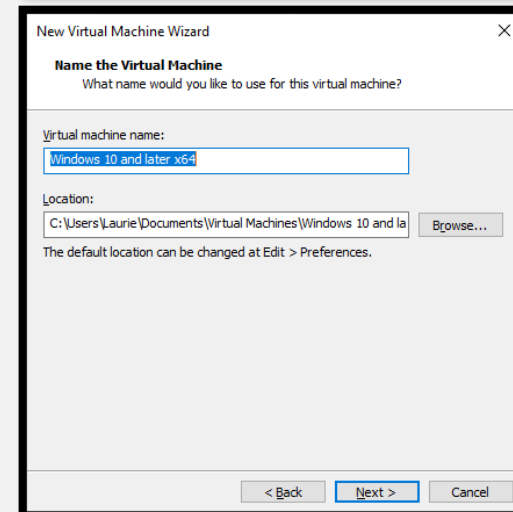 New Virtual Machine Wizard
Name the Virtual Machine
What name would you like to use for this virtual machine?
Virtual machine name:
Windows 10 and later x64
Location:
C:\Users\Laurie\Documents\Virtual Machines\Windows 10 and la
Browse...
The default location can be changed at Edit > Preferences.
< Back Next > Cancel